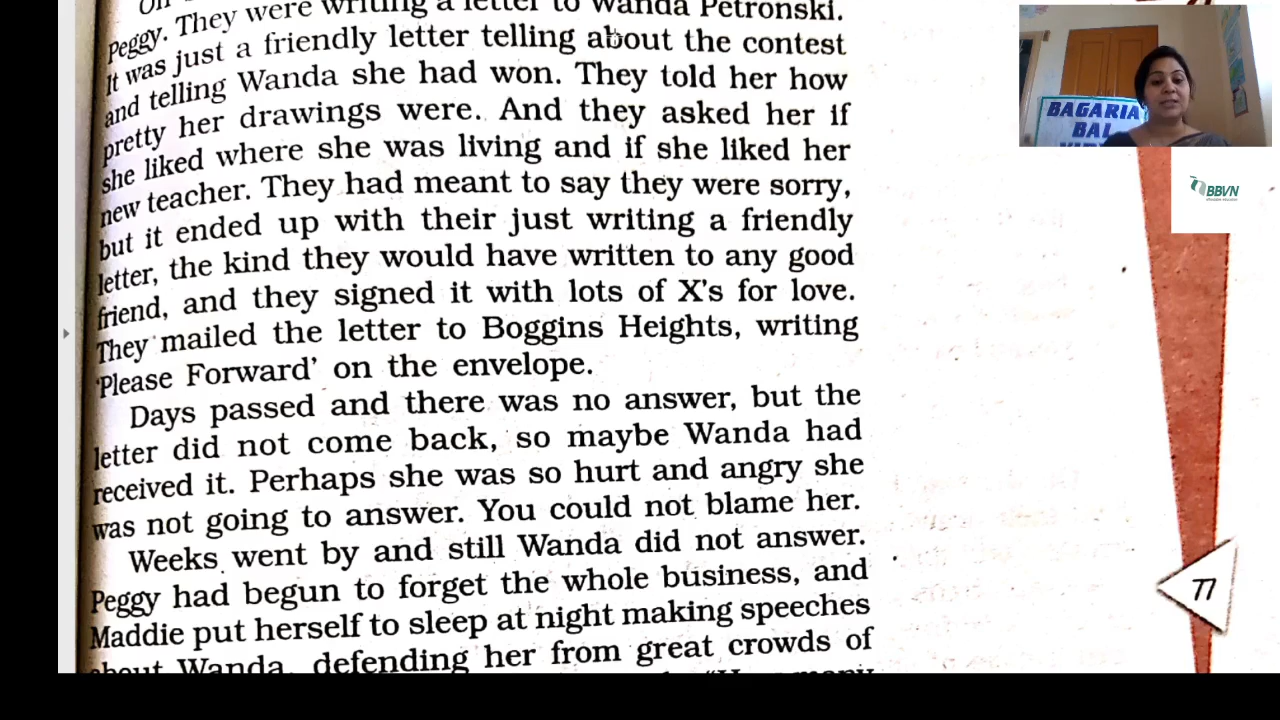 On
Peggy. They were writing a letter to Wanda Petronski.
It was just a friendly letter telling about the contest
and telling Wanda she had won. They told her how
pretty her drawings were. And they asked her if
she liked where she was living and if she liked her
new teacher. They had meant to say they were sorry,
but it ended up with their just writing a friendly
letter, the kind they would have written to any good
friend, and they signed it with lots of X's for love.
They mailed the letter to Boggins Heights, writing
'Please Forward' on the envelope.
Days passed and there was no answer, but the
letter did not come back, so maybe Wanda had
received it. Perhaps she was so hurt and angry she
was not going to answer. You could not blame her.
Weeks went by and still Wanda did not answer.
Peggy had begun to forget the whole business, and
Maddie put herself to sleep at night making speeches
about Wanda, defending her from great crowds of
77
BAGARIA
BAL
BBVN